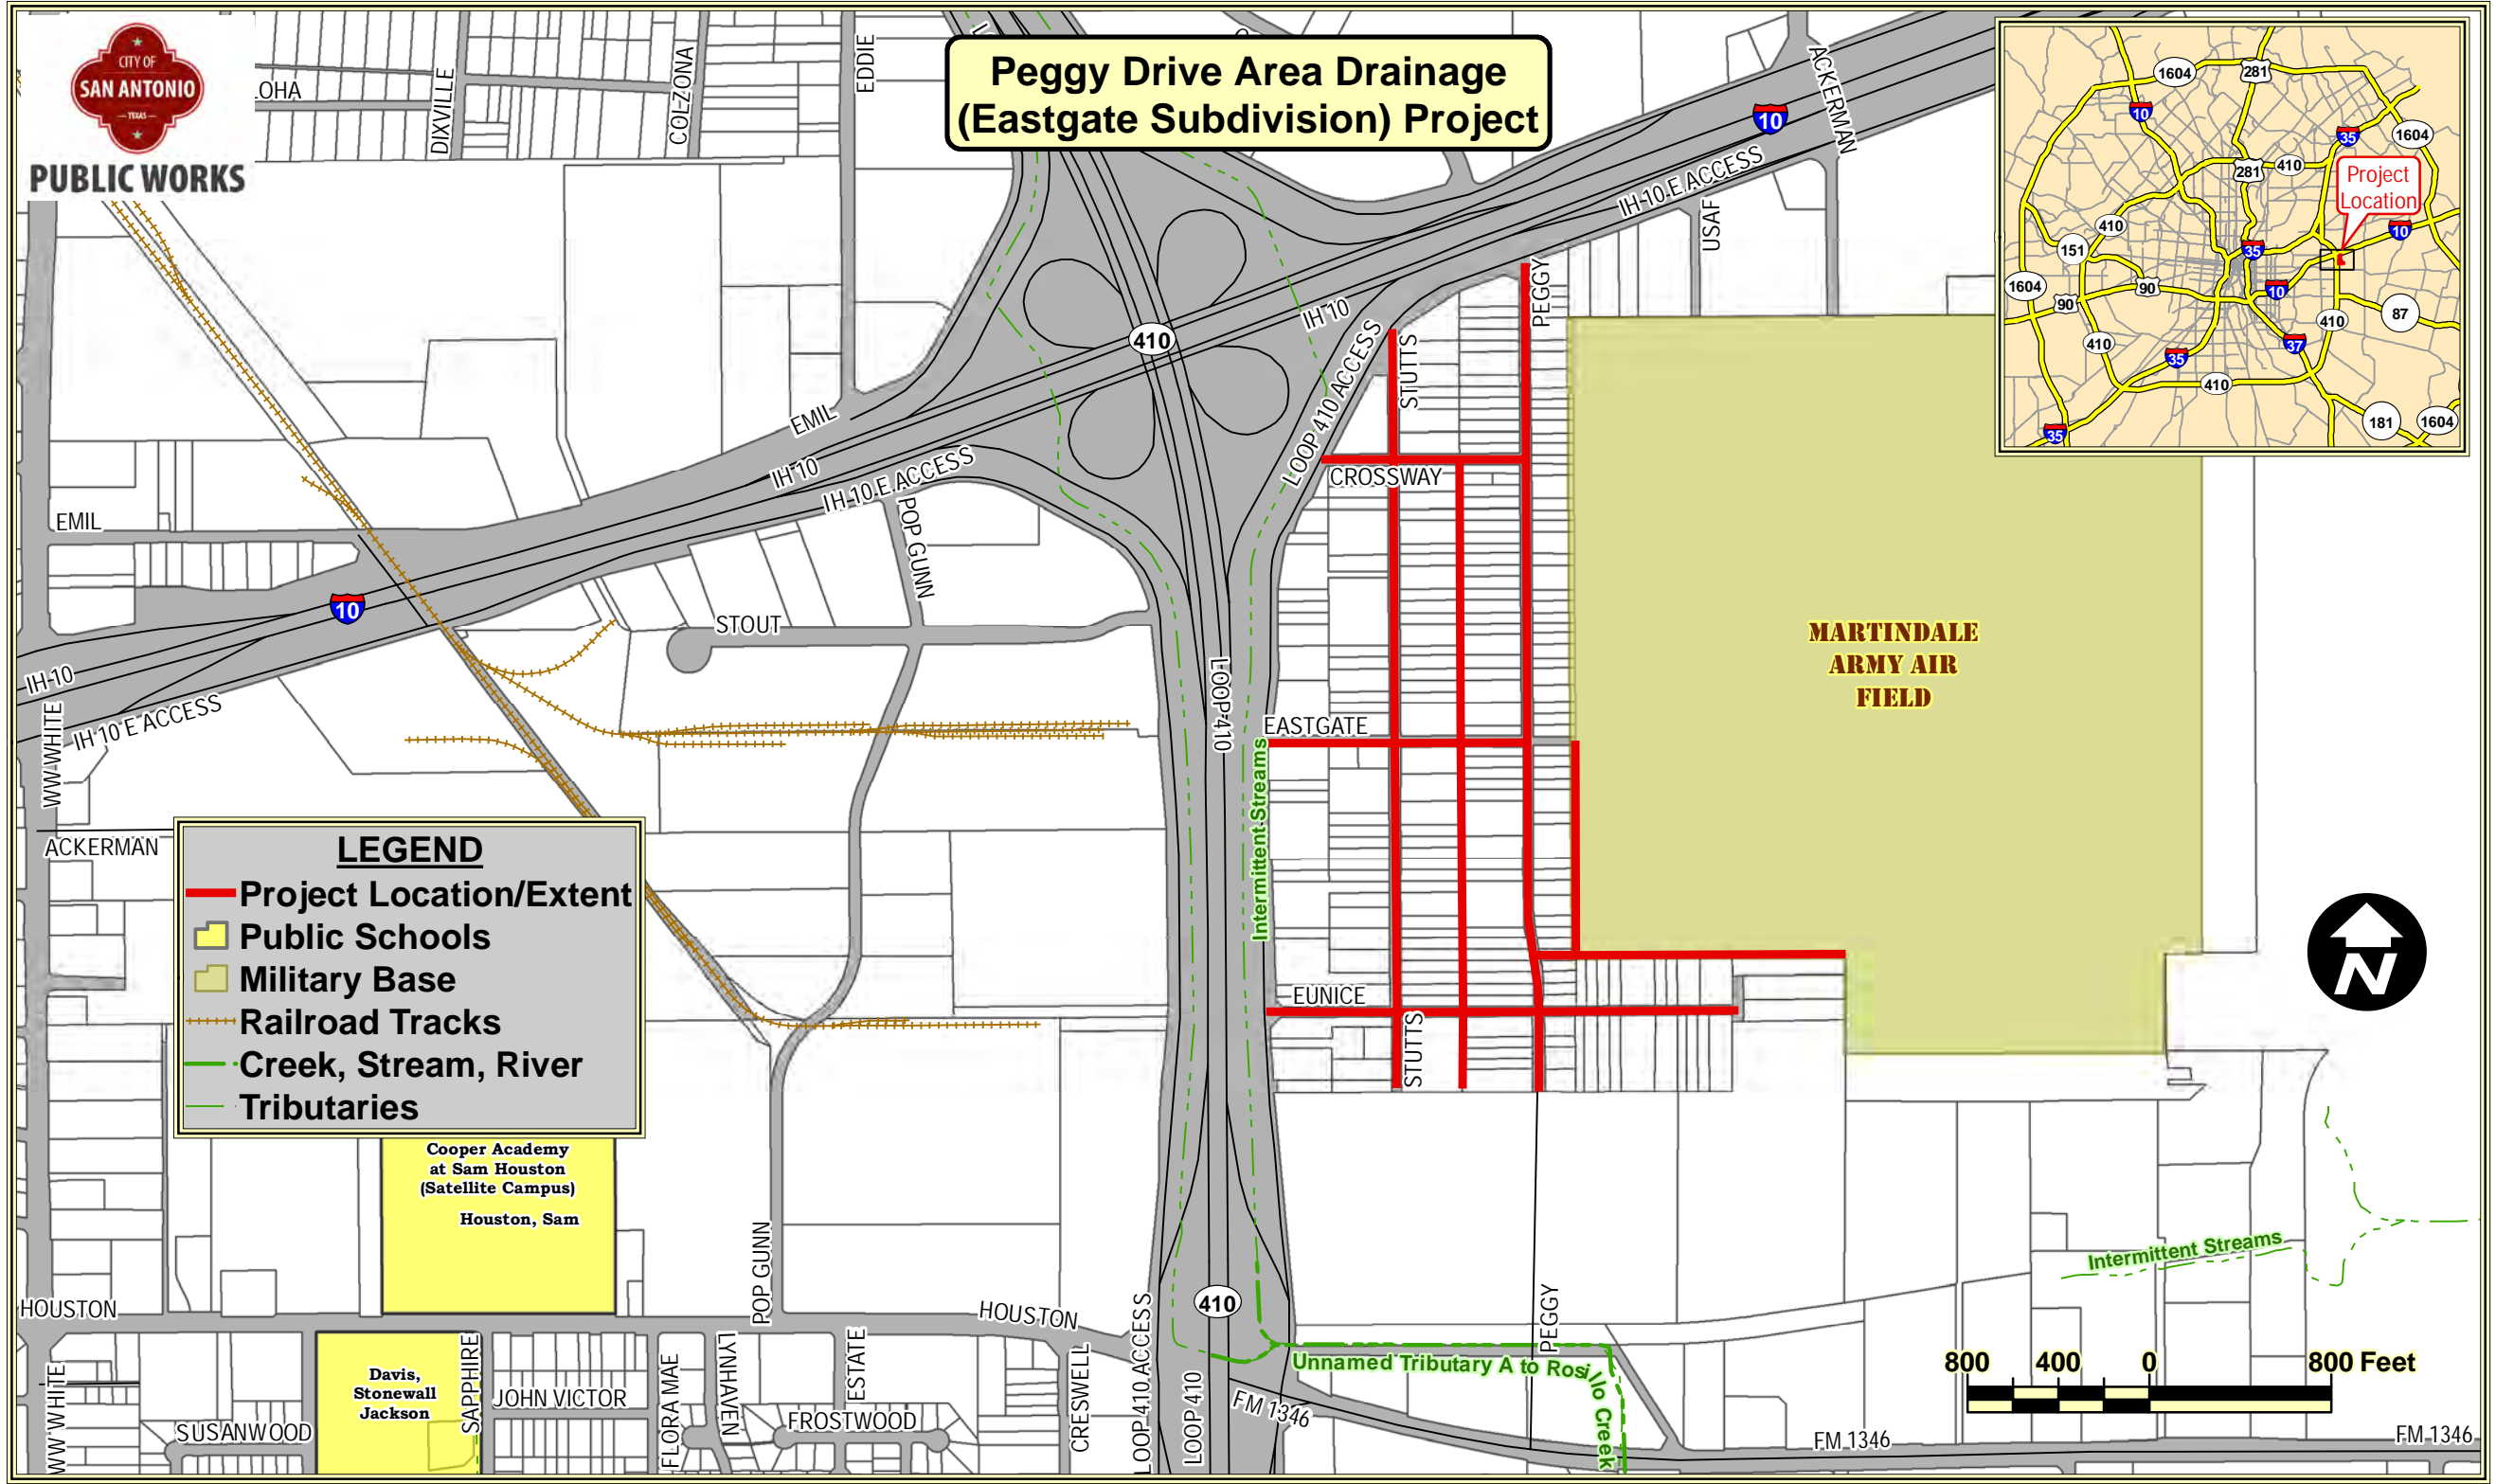 CITY OF
SAN ANTONIO
TEXAS
PUBLIC WORKS
Peggy Drive Area Drainage
(Eastgate Subdivision) Project
LOHA
DIXVILLE
COLZONA
EDDIE
10
ACKERMAN
IH 10 E ACCESS
USAF
PEGGY
IH 10
410
LOOP 410 ACCESS
STUTTS
CROSSWAY
EMIL
IH 10
IH-10-E ACCESS
POP GUNN
EMIL
10
STOUT
IH-10
IH 10 E ACCESS
WW WHITE
ACKERMAN
LOOP-410
EASTGATE
Intermittent Streams
EUNICE
STUTTS
MARTINDALE
ARMY AIR
FIELD
1604
281
10
35
1604
410
281
Project
Location
410
10
151
35
1604
90
90
10
410
87
410
37
35
410
181
1604
35
LEGEND
Project Location/Extent
Public Schools
Military Base
Railroad Tracks
Creek, Stream, River
Tributaries
N
Cooper Academy
at Sam Houston
(Satellite Campus)
Houston, Sam
POP GUNN
HOUSTON
HOUSTON
410
LOOP 410 ACCESS
LOOP 410
PEGGY
Intermittent Streams
Unnamed Tributary A to Rosillo Creek
FM 1346
FM 1346
FM 1346
800 400 0 800 Feet
WW WHITE
SUSANWOOD
Davis,
Stonewall
Jackson
SAPPHIRE
JOHN VICTOR
FLORA MAE
LYNHAVEN
ESTATE
FROSTWOOD
CRESWELL